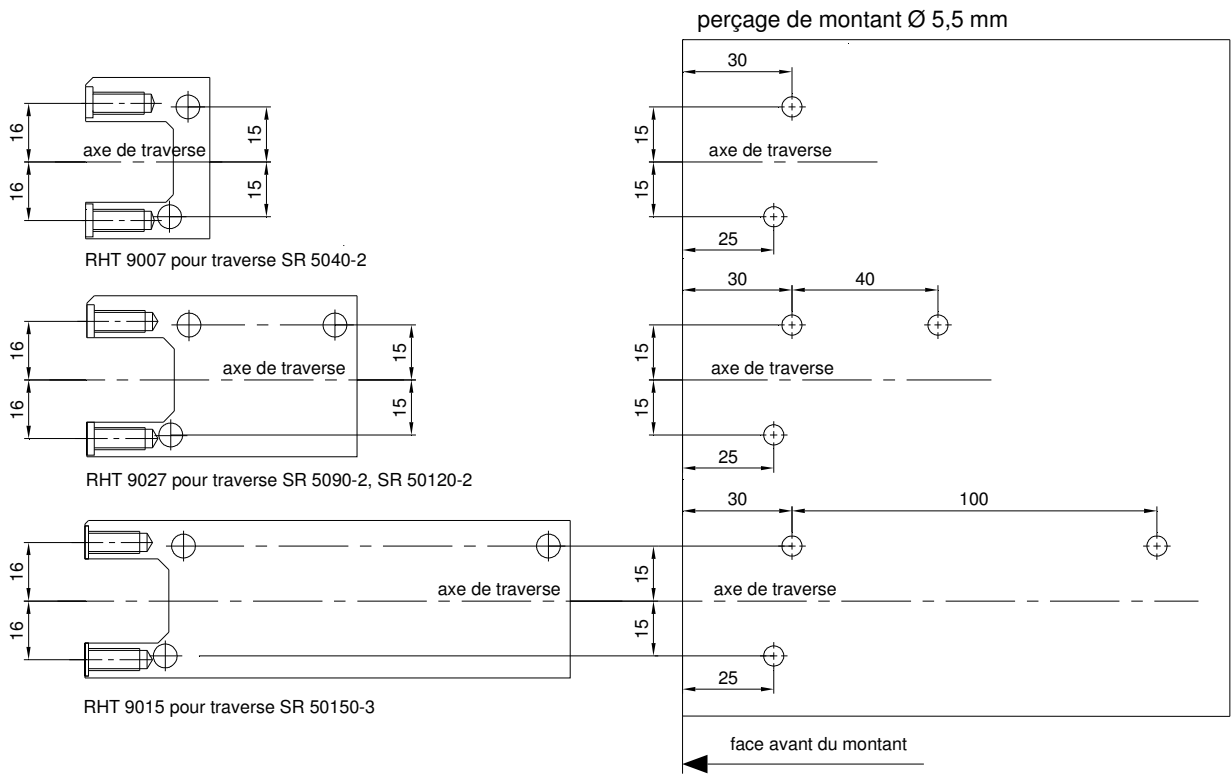 perçage de montant Ø 5,5 mm
30
16
15
15
axe de traverse
axe de traverse
16
15
15
25
RHT 9007 pour traverse SR 5040-2
30
40
16
15
15
axe de traverse
axe de traverse
16
15
15
25
RHT 9027 pour traverse SR 5090-2, SR 50120-2
30
100
16
15
axe de traverse
axe de traverse
16
15
25
RHT 9015 pour traverse SR 50150-3
face avant du montant